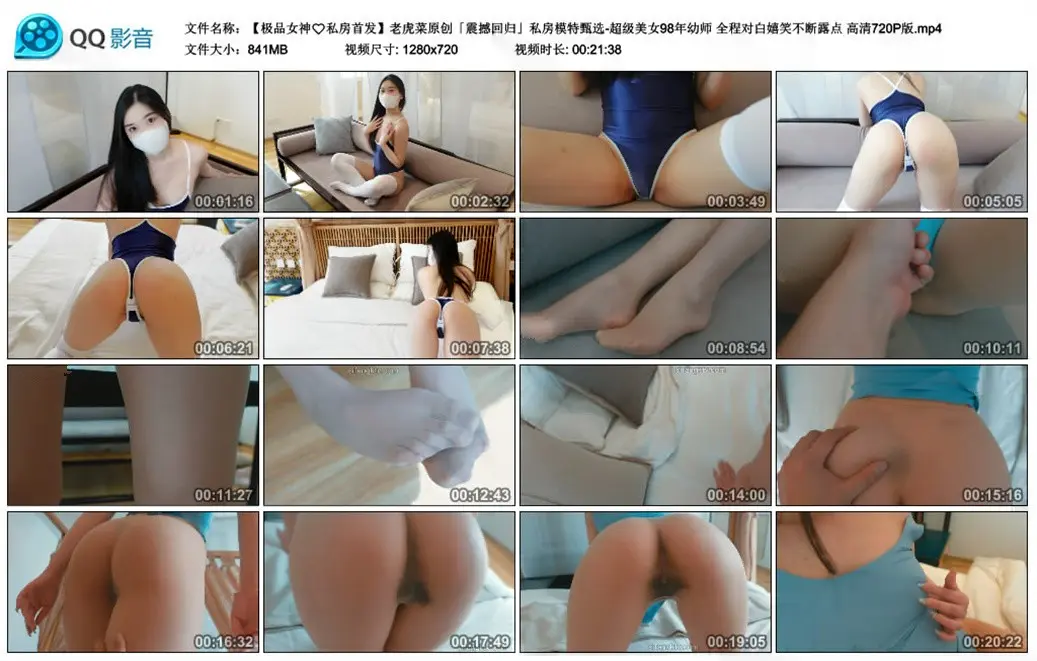 QQ 影音
文件名称: 【极品女神♡私房首发】老虎菜原创「震撼回归」私房模特甄选-超级美女98年幼师 全程对白嬉笑不断露点 高清720P版.mp4
文件大小: 841MB 视频尺寸: 1280x720 视频时长: 00:21:38
00:01:16 00:02:32 00:03:49 00:05:05
00:06:21 00:07:38 00:08:54 00:10:11
00:11:27 00:12:43 00:14:00 00:15:16
00:16:32 00:17:49 00:19:05 00:20:22